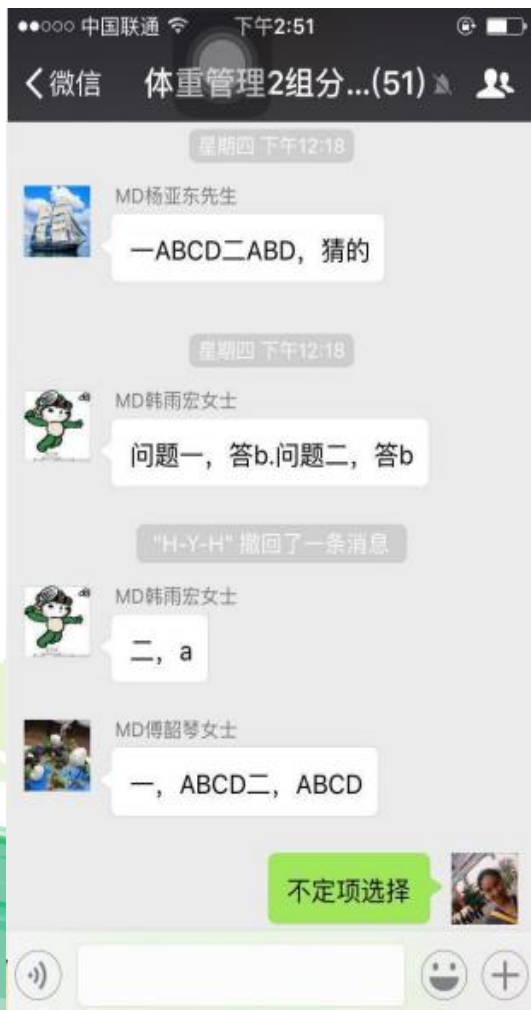 中国联通 下午2:51
微信 体重管理2组分...(51)
星期四 下午12:18
MD杨亚东先生
一ABCD二ABD，猜的
星期四 下午12:18
MD韩雨宏女士
问题一，答b.问题二，答b
"H-Y-H" 撤回了一条消息
MD韩雨宏女士
二，a
MD傅韶琴女士
一，ABCD二，ABCD
不定项选择